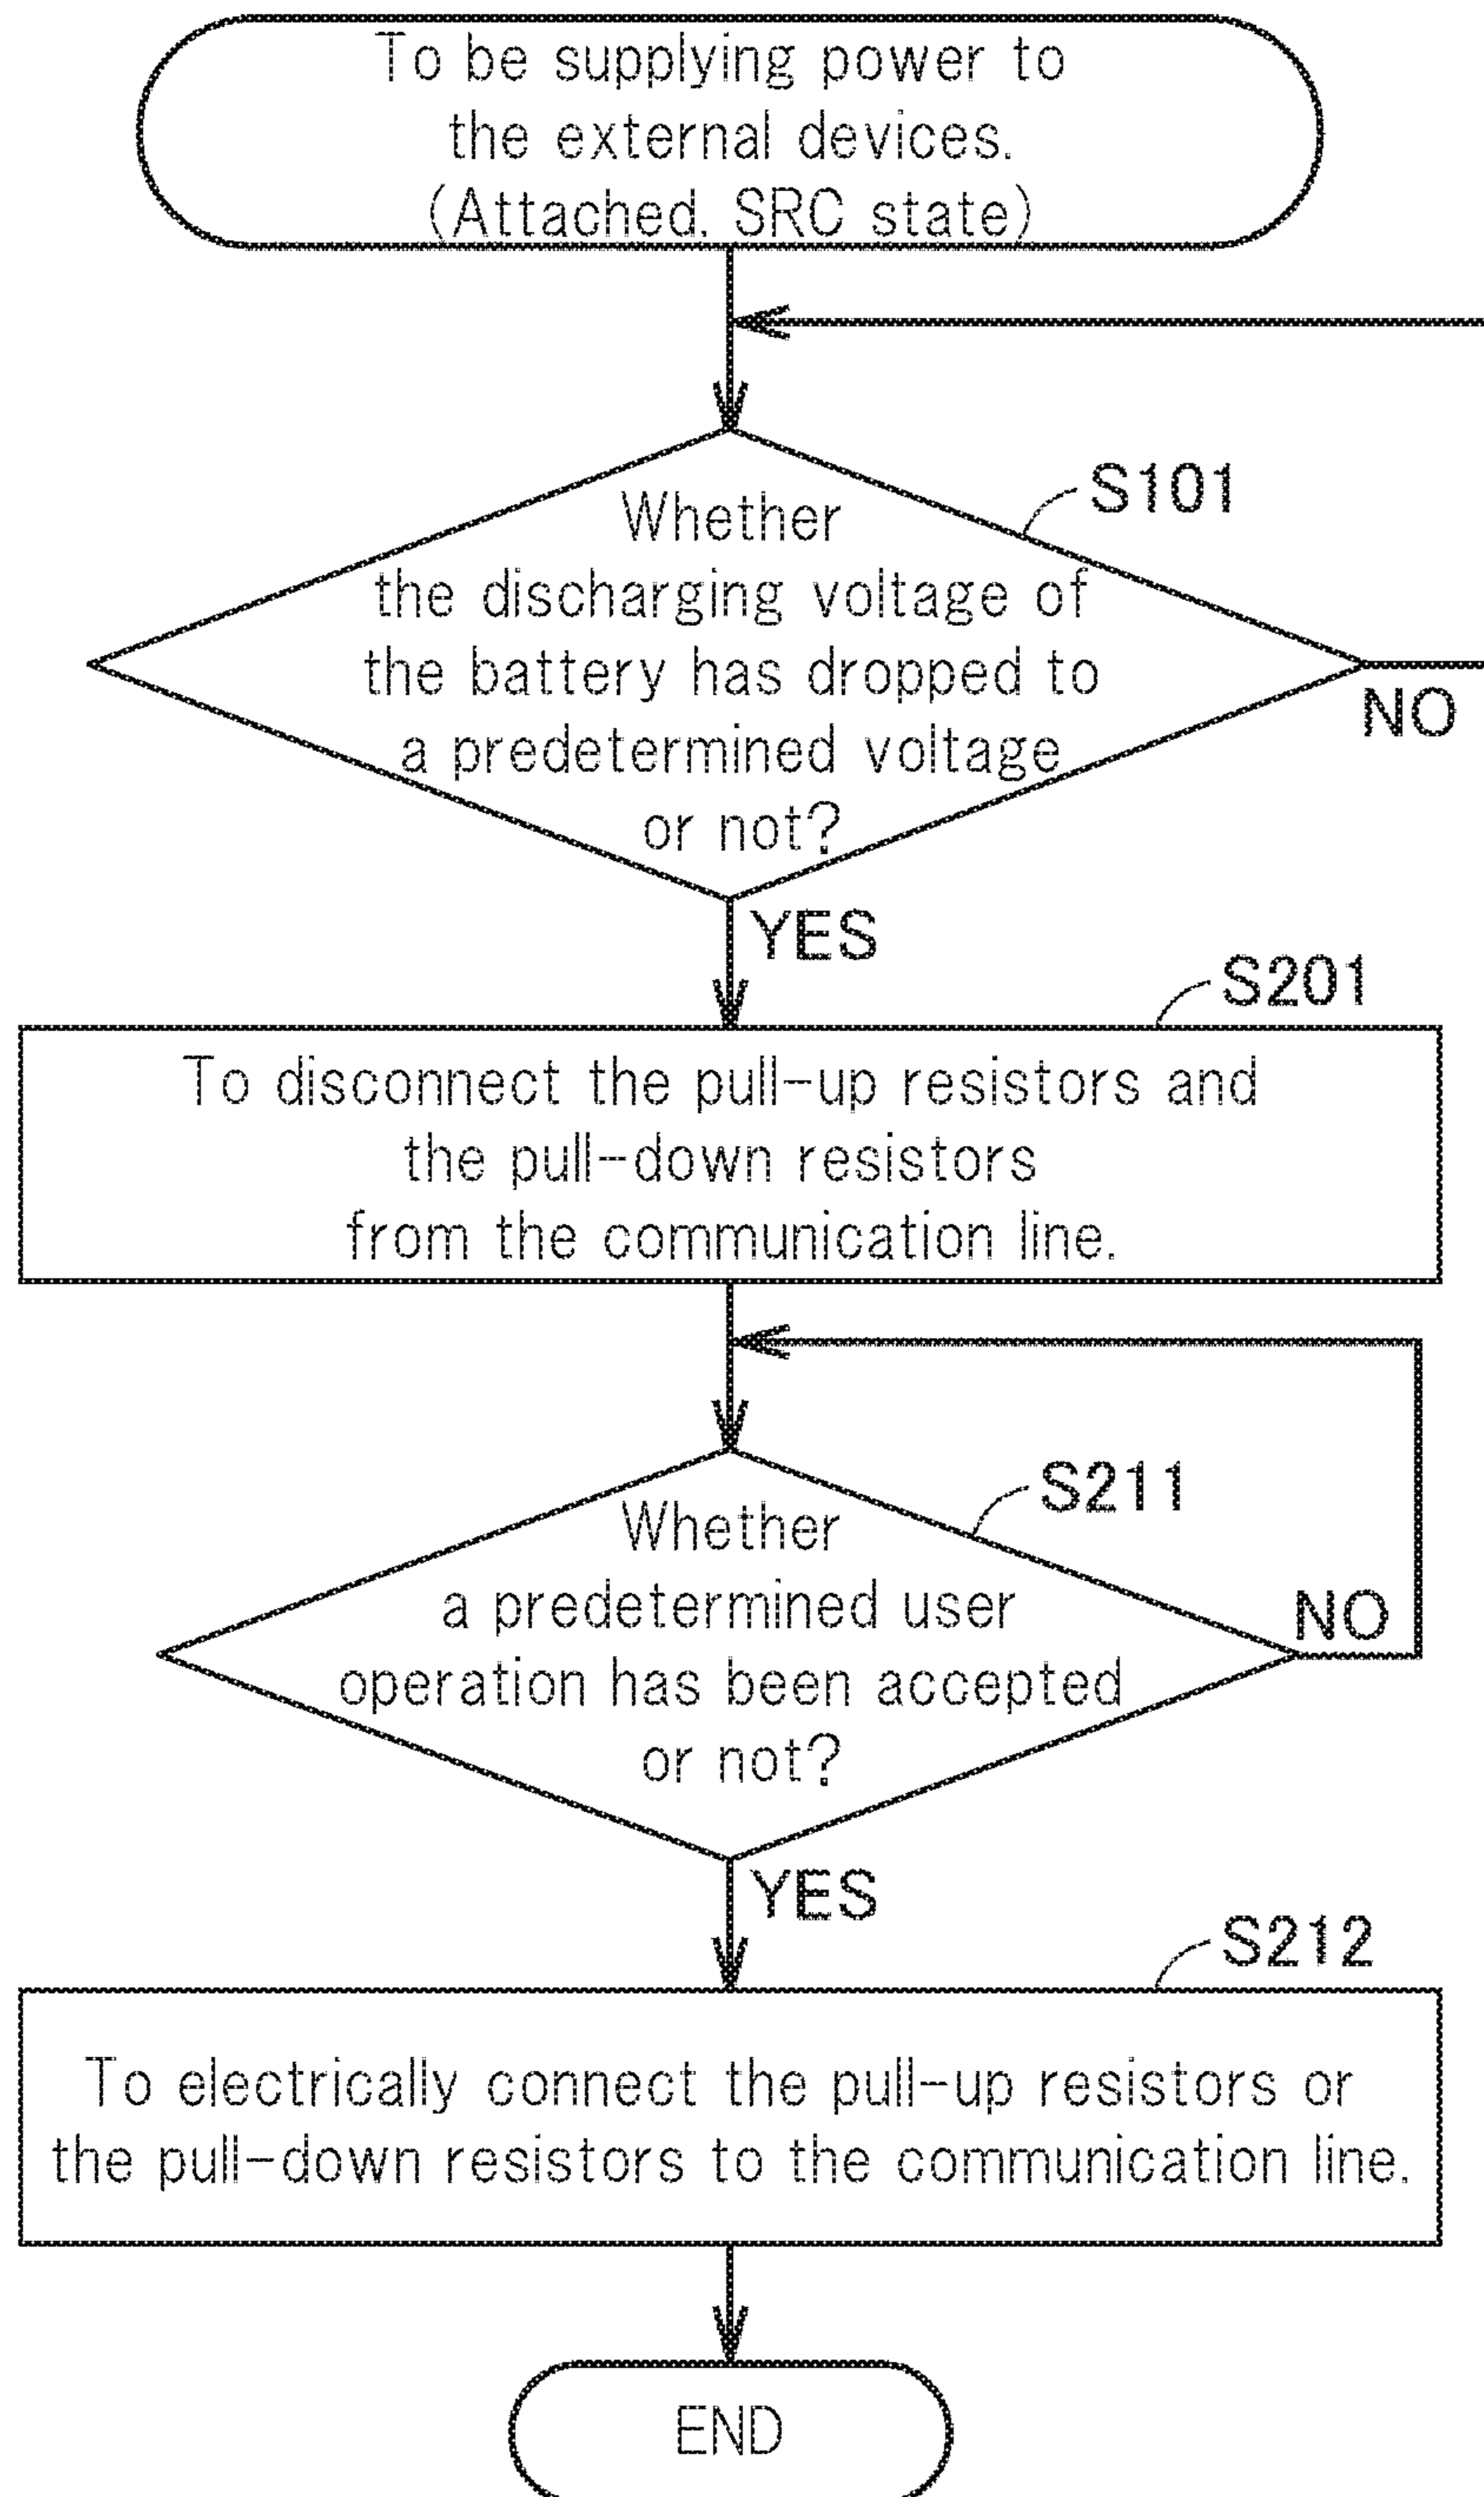 To be supplying power to
the external devices.
(Attached. SRC state)
S101
Whether
the discharging voltage of
the battery has dropped to
a predetermined voltage
or not?
NO
YES
S201
To disconnect the pull-up resistors and
the pull-down resistors
from the communication line.
S211
Whether
a predetermined user
operation has been accepted
or not?
NO
YES
S212
To electrically connect the pull-up resistors or
the pull-down resistors to the communication line.
END